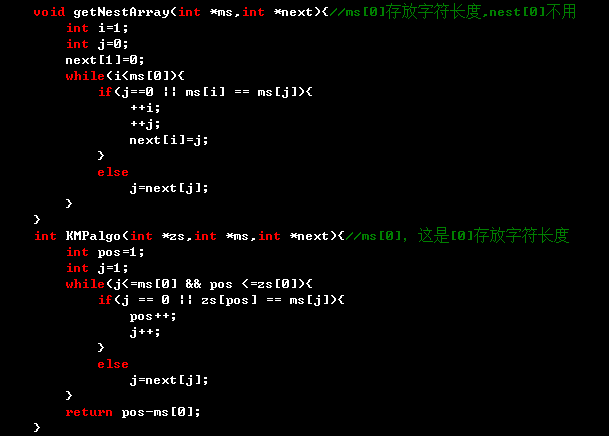 void getNestArray(int *ms,int *next){//ms[0]存放字符长度,nest[0]不用
int i=1;
int j=0;
next[1]=0;
while(i<ms[0]){
if(j==0 || ms[i] == ms[j]){
++i;
++j;
next[i]=j;
}
else
j=next[j];
}
}
int KMPalgo(int *zs,int *ms,int *next){//ms[0], 这是[0]存放字符长度
int pos=1;
int j=1;
while(j<=ms[0] && pos <=zs[0]){
if(j == 0 || zs[pos] == ms[j]){
pos++;
j++;
}
else
j=next[j];
}
return pos-ms[0];
}